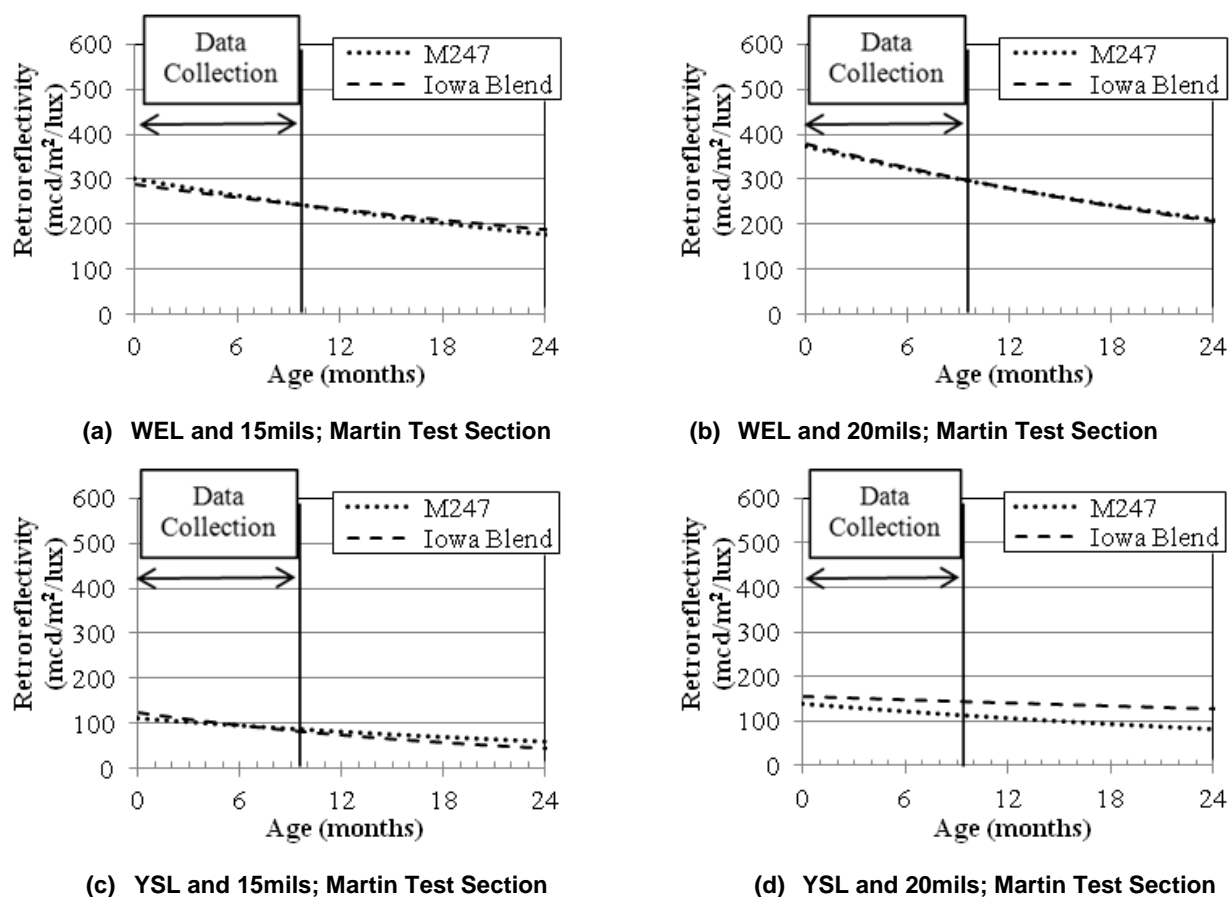 Data
Collection
M247
Iowa Blend
Retroreflectivity
(mcd/m²/lux)
600
500
400
300
200
100
0
0 6 12 18 24
Age (months)
(a) WEL and 15mils; Martin Test Section
Data
Collection
M247
Iowa Blend
Retroreflectivity
(mcd/m²/lux)
600
500
400
300
200
100
0
0 6 12 18 24
Age (months)
(b) WEL and 20mils; Martin Test Section
Data
Collection
M247
Iowa Blend
Retroreflectivity
(mcd/m²/lux)
600
500
400
300
200
100
0
0 6 12 18 24
Age (months)
(c) YSL and 15mils; Martin Test Section
Data
Collection
M247
Iowa Blend
Retroreflectivity
(mcd/m²/lux)
600
500
400
300
200
100
0
0 6 12 18 24
Age (months)
(d) YSL and 20mils; Martin Test Section